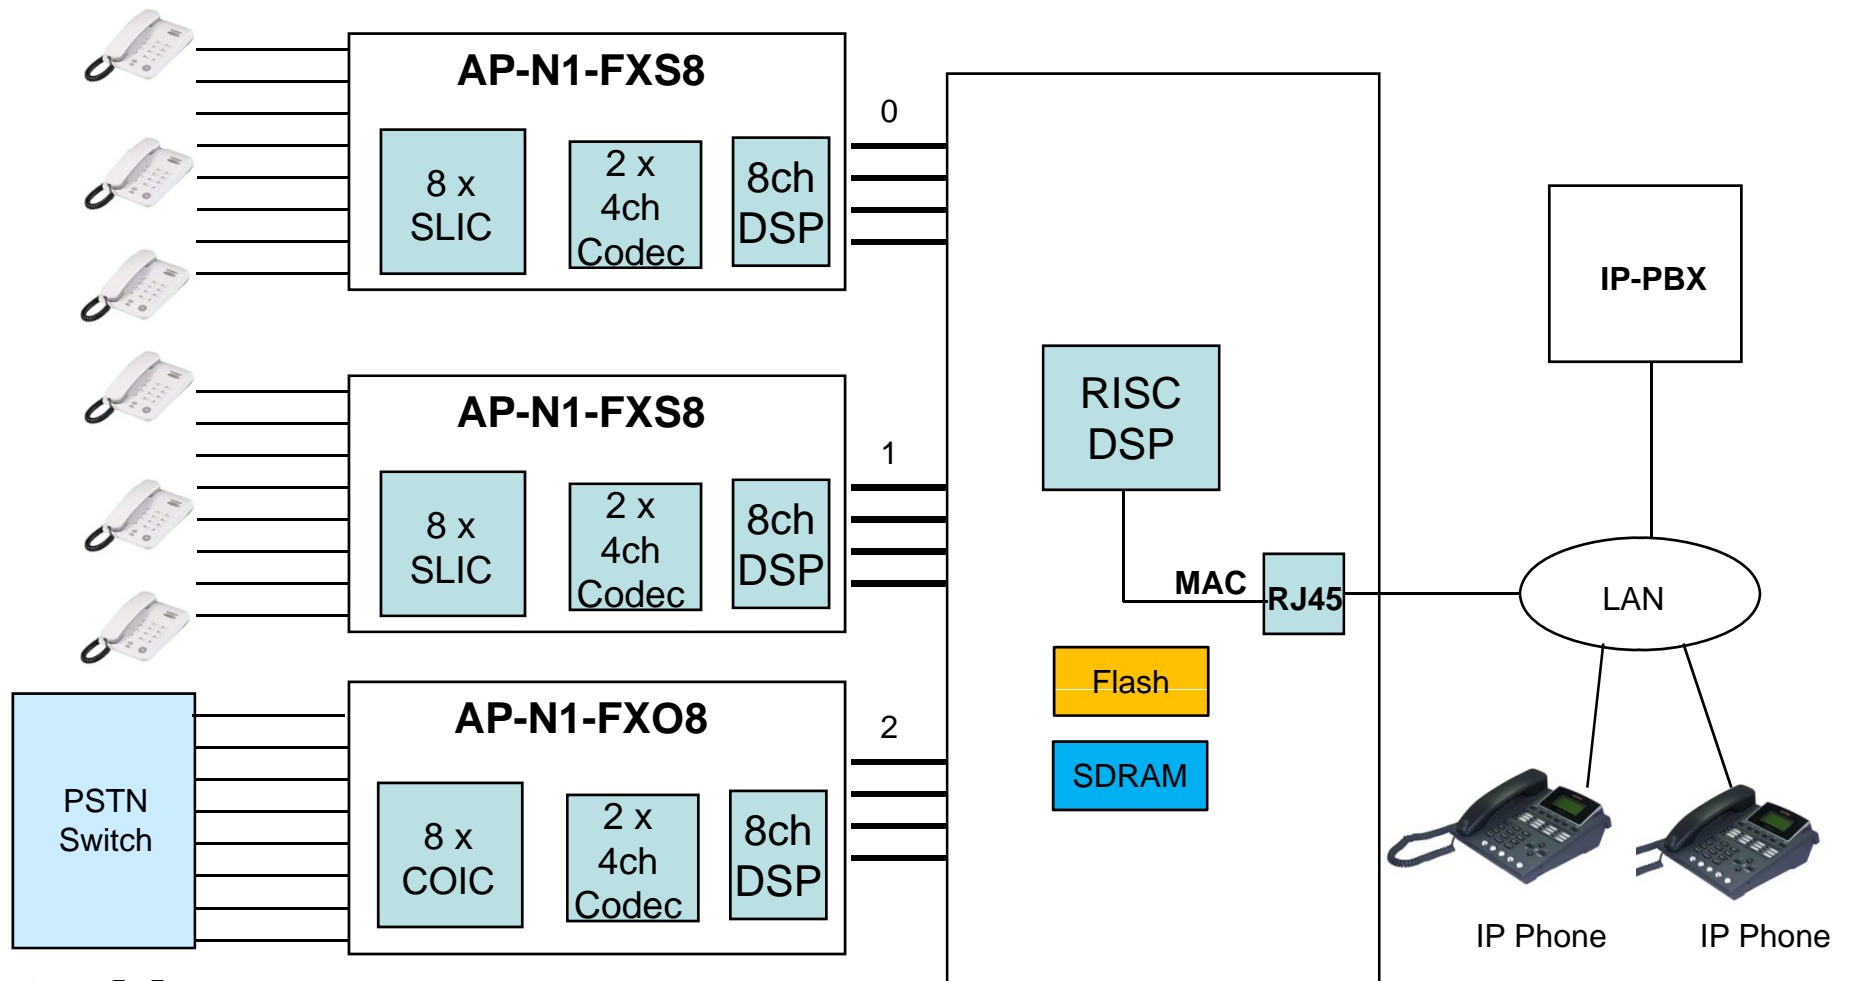 AP-N1-FXS8
8 x
SLIC
2 x
4ch
Codec
8ch
DSP
0
AP-N1-FXS8
8 x
SLIC
2 x
4ch
Codec
8ch
DSP
1
AP-N1-FXO8
8 x
COIC
2 x
4ch
Codec
8ch
DSP
2
PSTN
Switch
RISC
DSP
MAC
RJ45
Flash
SDRAM
IP-PBX
LAN
IP Phone
IP Phone